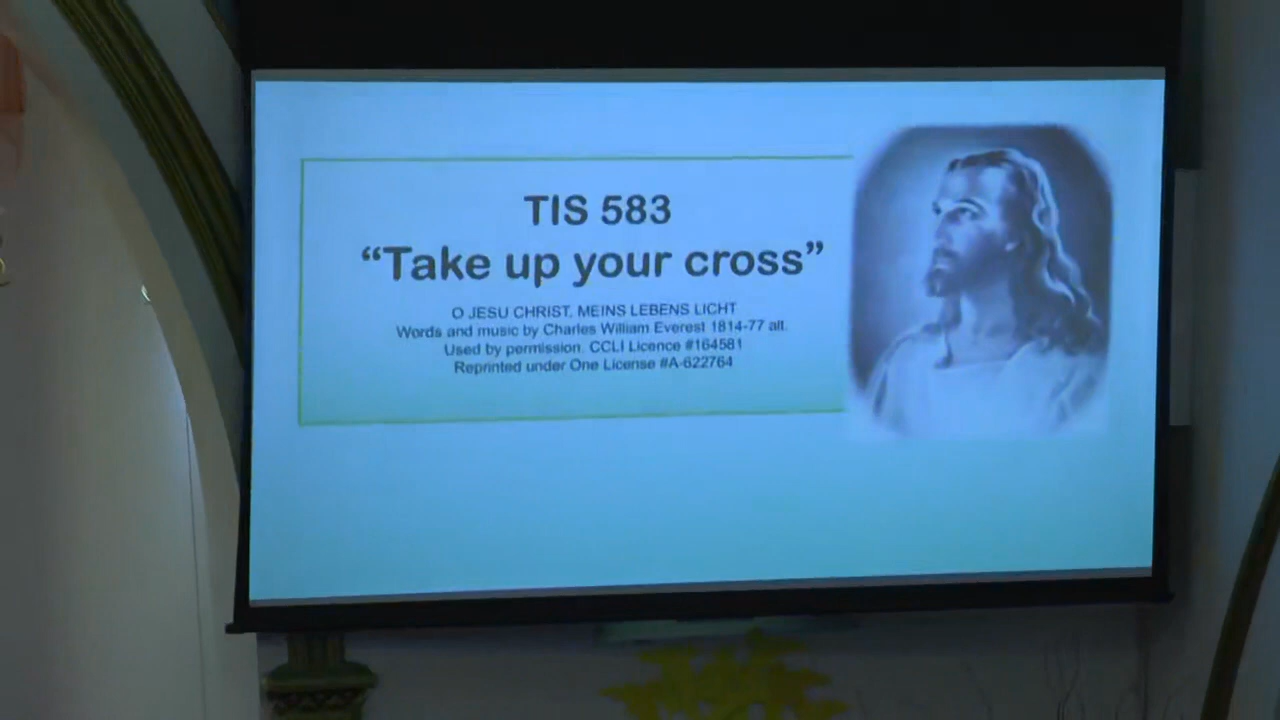 TIS 583
“Take up your cross”
O JESU CHRIST, MEINS LEBENS LICHT
Words and music by Charles William Everest 1814-77 alt.
Used by permission. CCLI Licence #164581
Reprinted under One License #A-622764